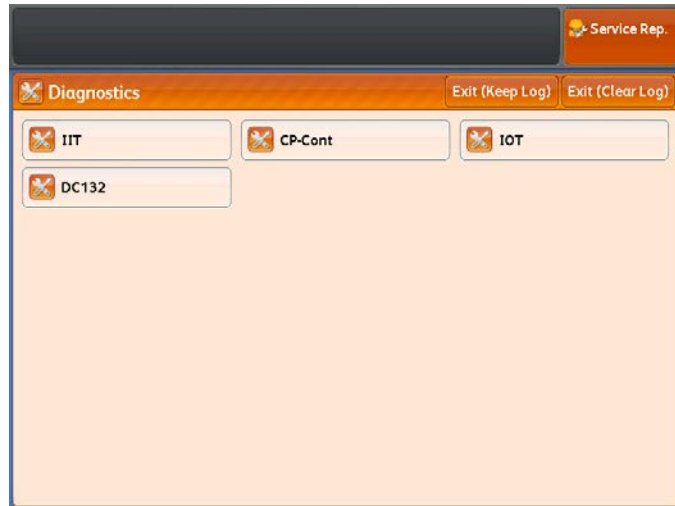 Service Rep.
Diagnostics Exit (Keep Log) Exit (Clear Log)
IIT CP-Cont IOT
DC132